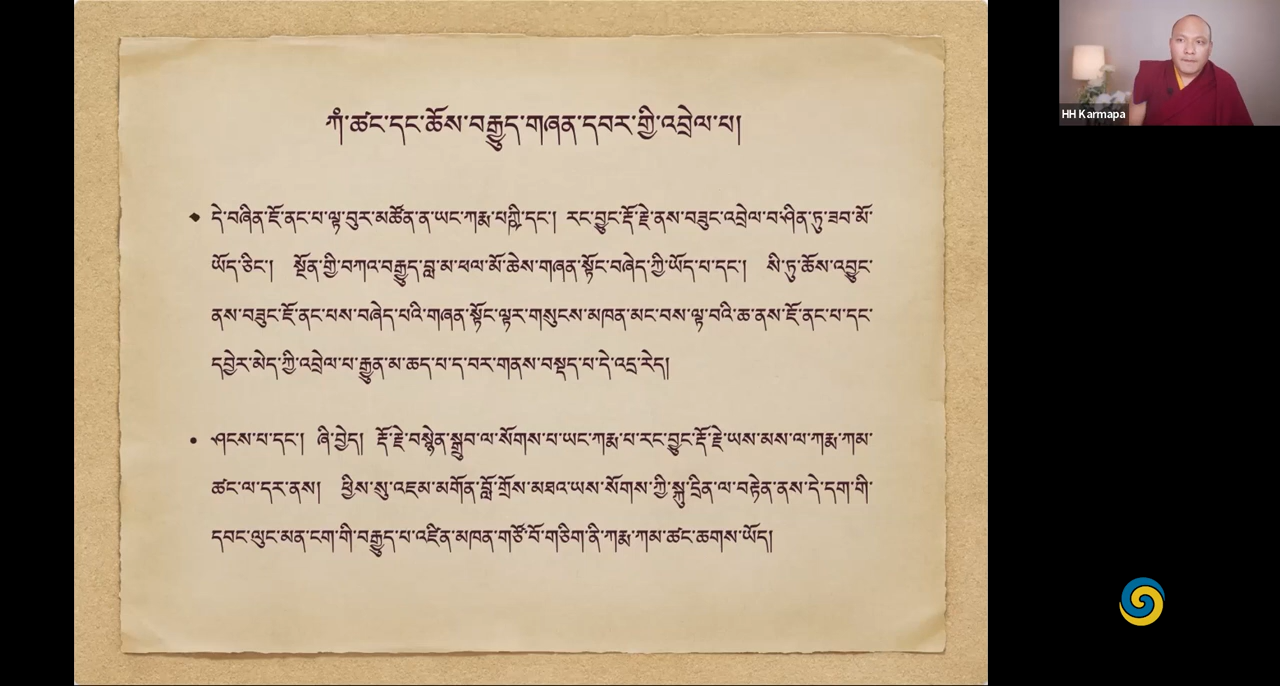 ཀཾ་ཚང་དང་ཆོས་བརྒྱུད་གཞན་དབར་གྱི་འབྲེལ་པ།
HH Karmapa
དེ་བཞིན་ཇོ་ནང་པ་ལྟ་བུར་མཚོན་ན་ཡང་ཀརྨ་པཀྵི་དང་། རང་བྱུང་རྡོ་རྗེ་ནས་བཟུང་འབྲེལ་བ་ཤིན་ཏུ་ཟབ་མོ་
ཡོད་ཅིང་། སྔོན་གྱི་བཀའ་བརྒྱུད་བླ་མ་ཕལ་མོ་ཆེས་གཞན་སྟོང་བཞེད་ཀྱི་ཡོད་པ་དང་། སི་ཏུ་ཆོས་འབྱུང་
ནས་བཟུང་ཇོ་ནང་པས་བཞེད་པའི་གཞན་སྟོང་ལྟར་གསུངས་མཁན་མང་བས་ལྟ་བའི་ཆ་ནས་ཇོ་ནང་པ་དང་
དབྱེར་མེད་ཀྱི་འབྲེལ་པ་རྒྱུན་མ་ཆད་པ་ད་བར་གནས་བསྡད་པ་དེ་འདྲ་རེད།
ཤངས་པ་དང་། ཞི་བྱེད། རྡོ་རྗེ་བསྙེན་སྒྲུབ་ལ་སོགས་པ་ཡང་ཀརྨ་པ་རང་བྱུང་རྡོ་རྗེ་ཡས་མས་ལ་ཀརྨ་ཀམ་
ཚང་ལ་དར་ནས། ཕྱིས་སུ་འཇམ་མགོན་བློ་གྲོས་མཐའ་ཡས་སོགས་ཀྱི་སྐུ་དྲིན་ལ་བརྟེན་ནས་དེ་དག་གི་
དབང་ལུང་མན་ངག་གི་བརྒྱུད་པ་འཛིན་མཁན་གཙོ་བོ་གཅིག་ནི་ཀརྨ་ཀམ་ཚང་ཆགས་ཡོད།